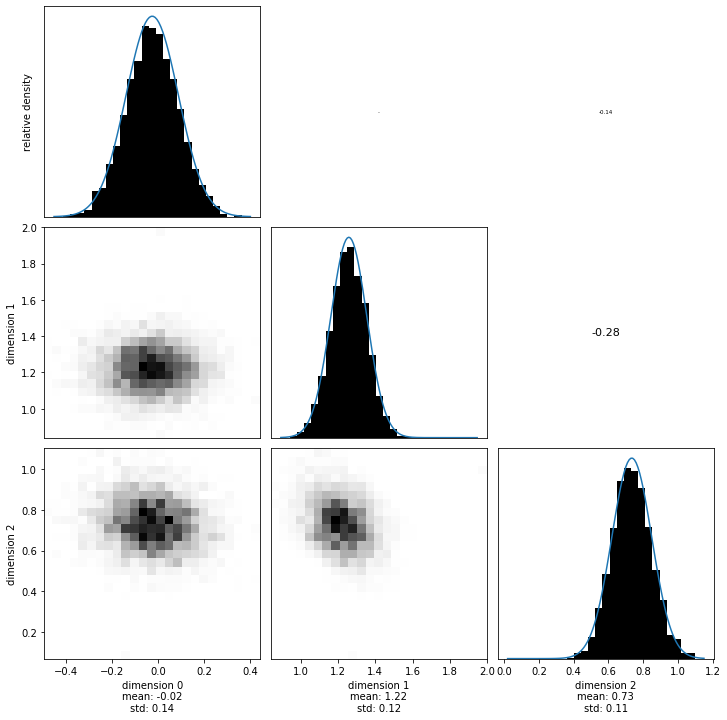 relative density
-0.14
2.0
1.8
1.6
1.4
1.2
1.0
dimension 1
-0.28
1.0
0.8
0.6
0.4
0.2
dimension 2
−0.4 −0.2 0.0 0.2 0.4
1.0 1.2 1.4 1.6 1.8 2.0
0.0 0.2 0.4 0.6 0.8 1.0 1.2
dimension 0
mean: -0.02
std: 0.14
dimension 1
mean: 1.22
std: 0.12
dimension 2
mean: 0.73
std: 0.11